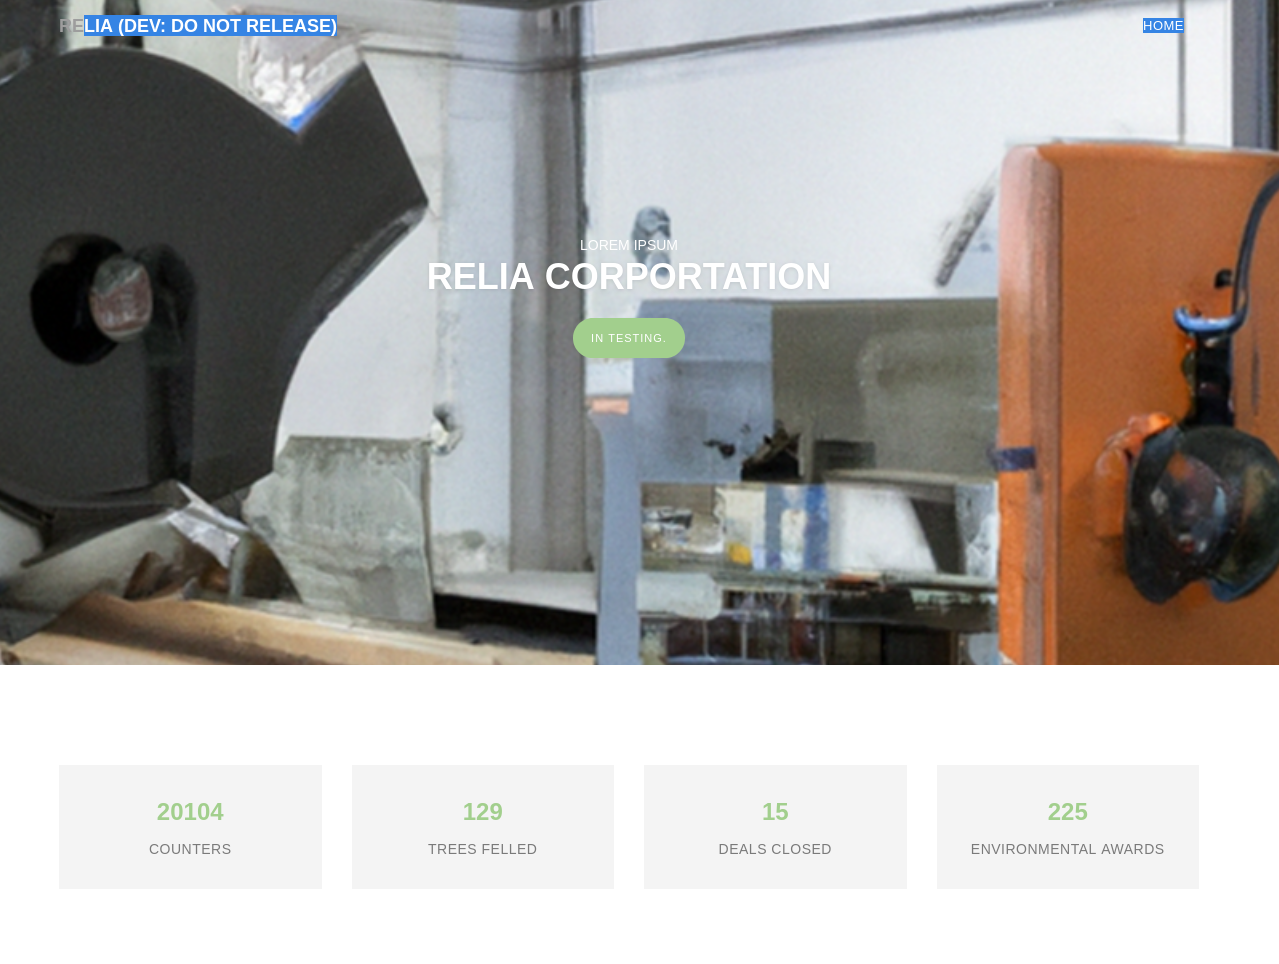 RELIA (DEV: DO NOT RELEASE)
HOME
LOREM IPSUM
RELIA CORPORTATION
IN TESTING.
20104
COUNTERS
129
TREES FELLED
15
DEALS CLOSED
225
ENVIRONMENTAL AWARDS